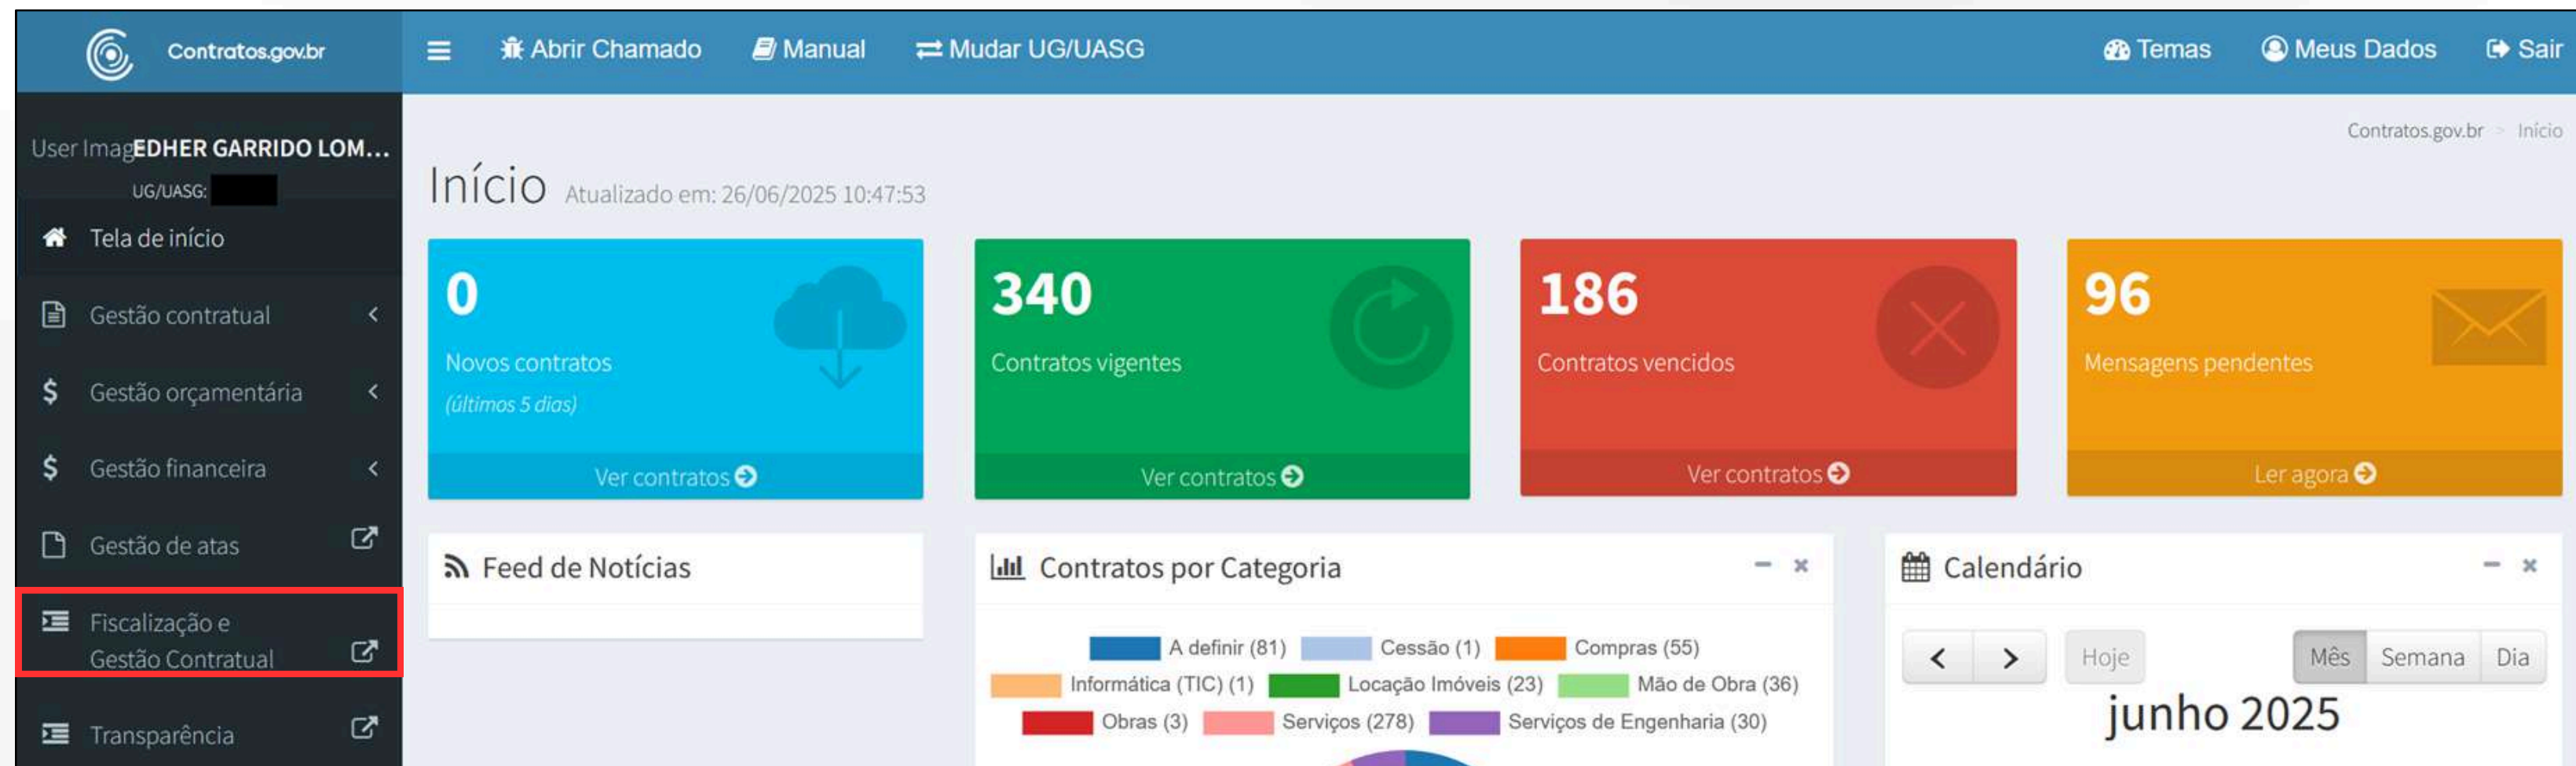 Contratos.gov.br
Abrir Chamado
Manual
Mudar UG/UASG
Temas
Meus Dados
Sair
User Imag
EDHER GARRIDO LOM...
UG/UASG:
Tela de início
Gestão contratual
Gestão orçamentária
Gestão financeira
Gestão de atas
Fiscalização e
Gestão Contratual
Transparência
Contratos.gov.br > Início
Início Atualizado em: 26/06/2025 10:47:53
0
Novos contratos
(últimos 5 dias)
Ver contratos
340
Contratos vigentes
Ver contratos
186
Contratos vencidos
Ver contratos
96
Mensagens pendentes
Ler agora
Feed de Notícias
Contratos por Categoria
A definir (81) Cessão (1) Compras (55)
Informática (TIC) (1) Locação Imóveis (23) Mão de Obra (36)
Obras (3) Serviços (278) Serviços de Engenharia (30)
Calendário
Hoje
Mês Semana Dia
junho 2025